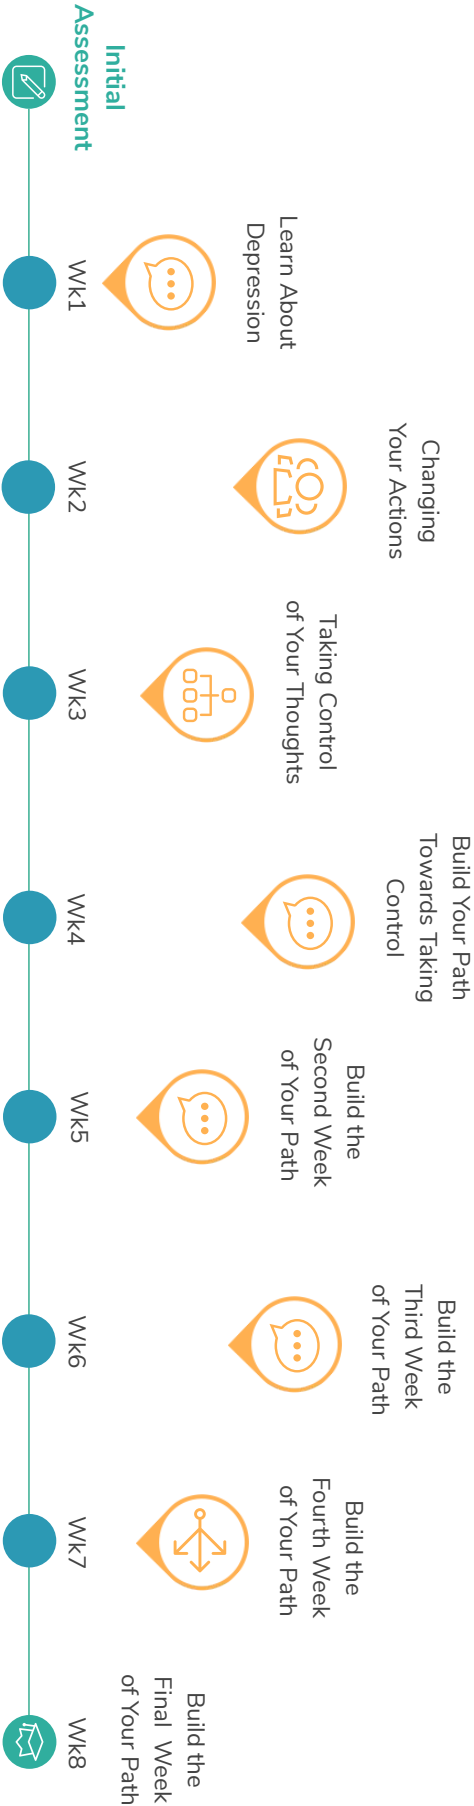 Initial
Assessment
Learn About
Depression
Wk1
Changing
Your Actions
Wk2
Taking Control
of Your Thoughts
Wk3
Build Your Path
Towards Taking
Control
Wk4
Build the
Second Week
of Your Path
Wk5
Build the
Third Week
of Your Path
Wk6
Build the
Fourth Week
of Your Path
Wk7
Build the
Final Week
of Your Path
Wk8